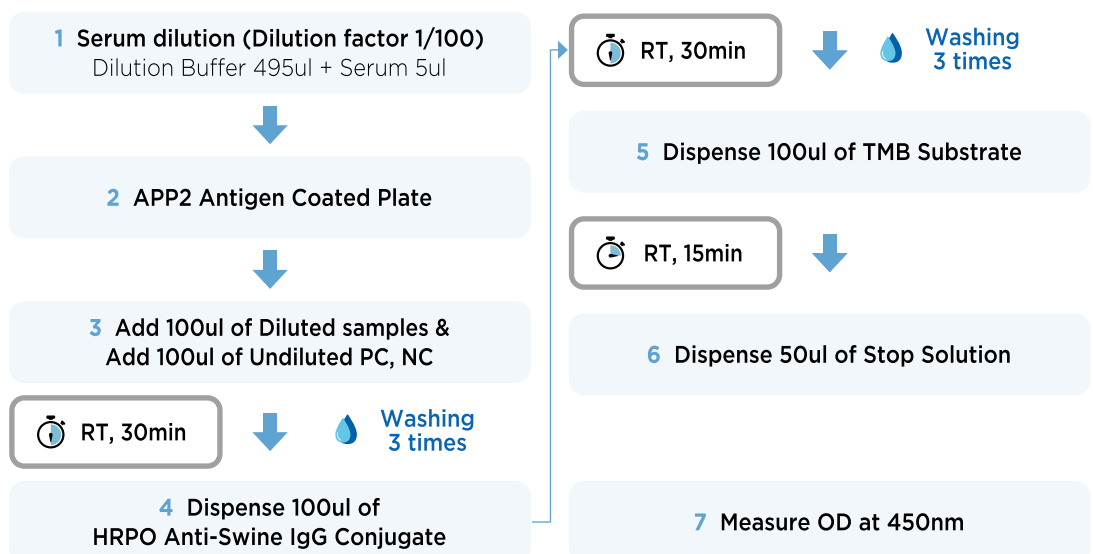 1 Serum dilution (Dilution factor 1/100)
Dilution Buffer 495ul + Serum 5ul
2 APP2 Antigen Coated Plate
3 Add 100ul of Diluted samples &
Add 100ul of Undiluted PC, NC
RT, 30min
Washing
3 times
4 Dispense 100ul of
HRPO Anti-Swine IgG Conjugate
RT, 30min
Washing
3 times
5 Dispense 100ul of TMB Substrate
RT, 15min
6 Dispense 50ul of Stop Solution
7 Measure OD at 450nm